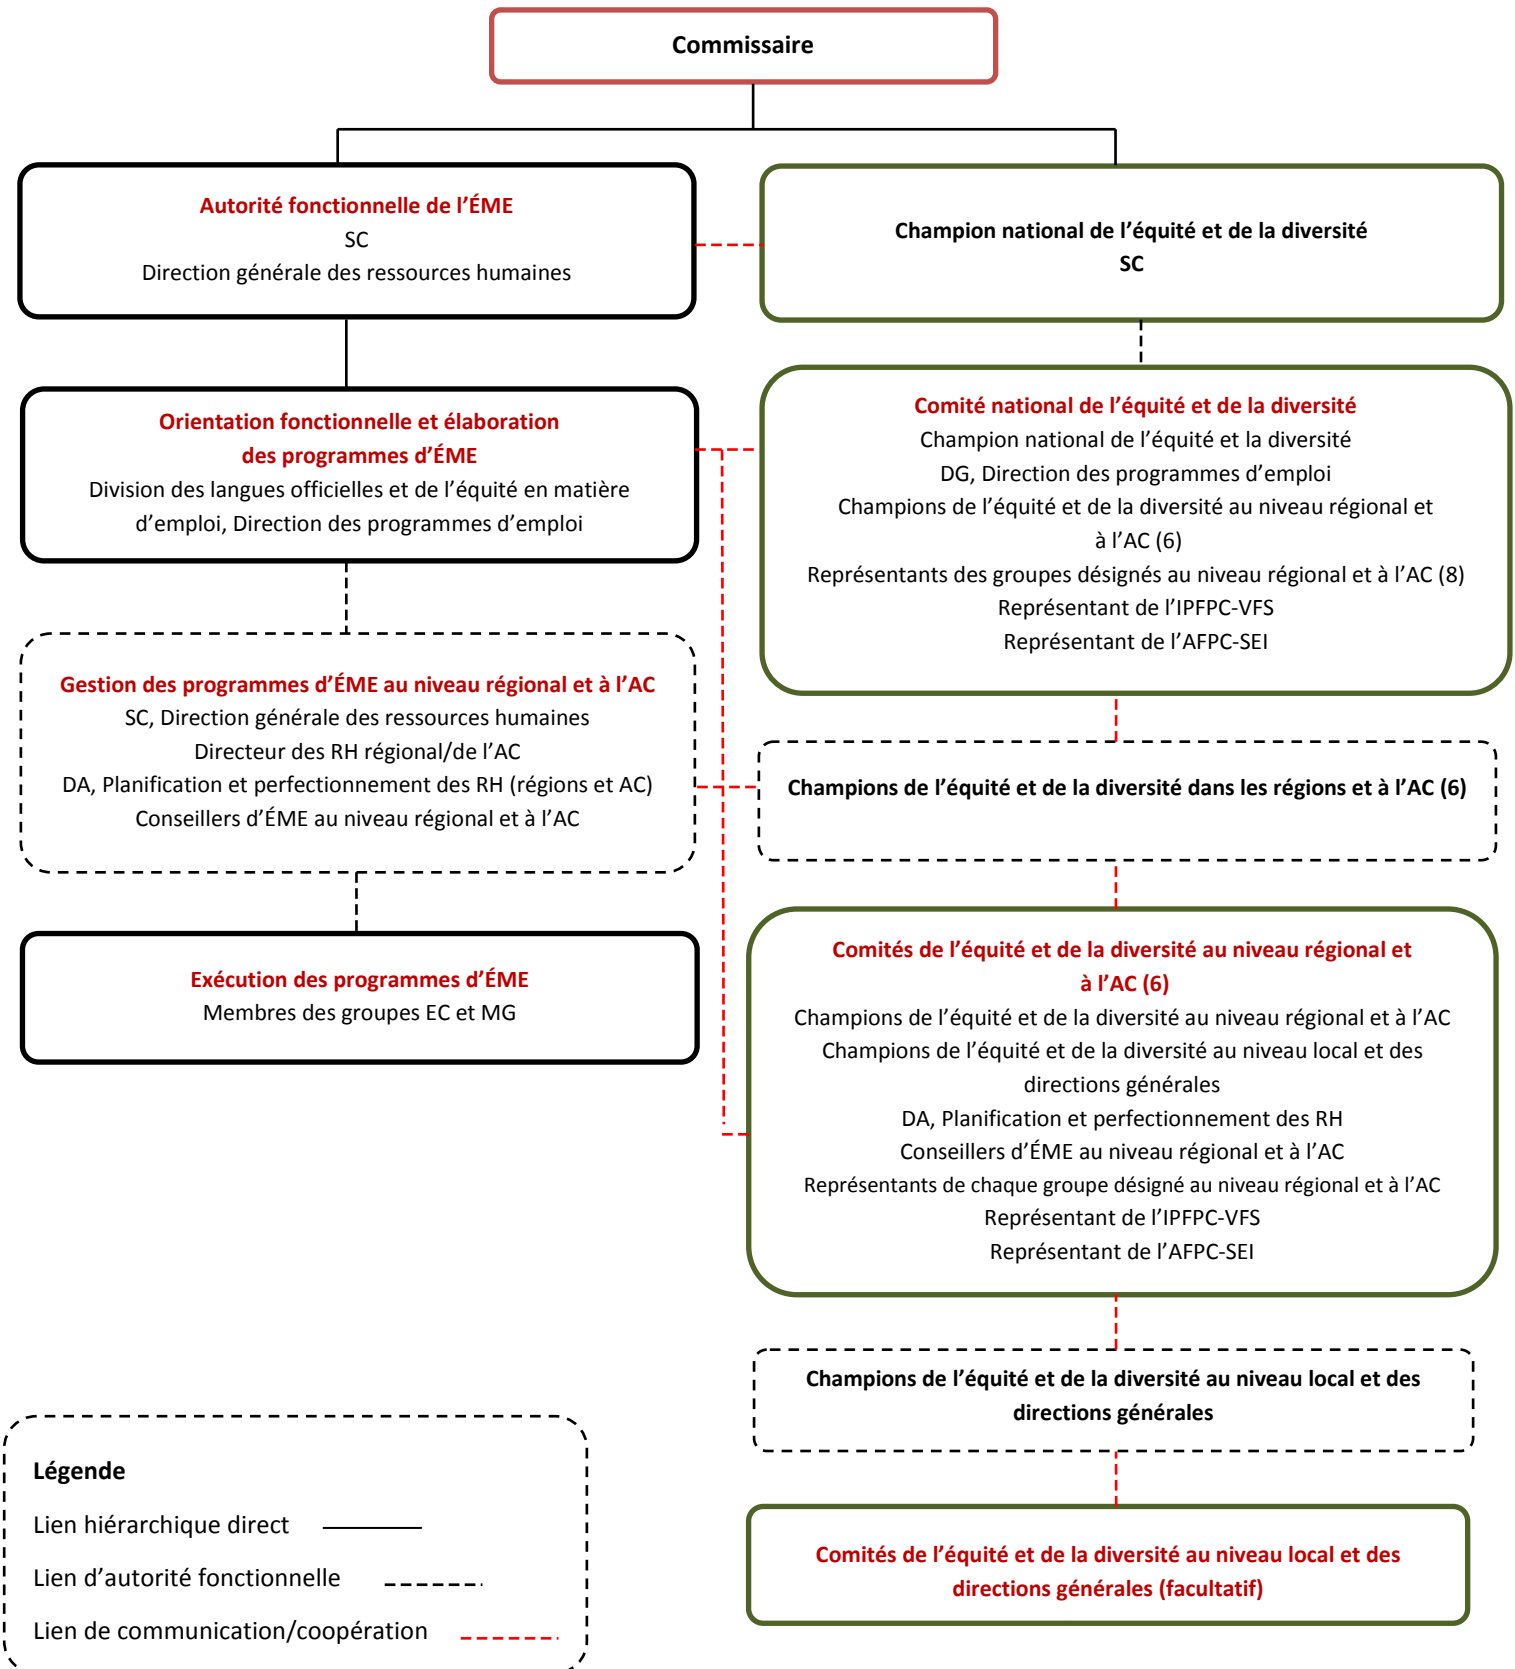 Commissaire
Autorité fonctionnelle de l’ÉME
SC
Direction générale des ressources humaines
Champion national de l’équité et de la diversité
SC
Orientation fonctionnelle et élaboration
des programmes d’ÉME
Division des langues officielles et de l’équité en matière
d’emploi, Direction des programmes d’emploi
Comité national de l’équité et de la diversité
Champion national de l’équité et la diversité
DG, Direction des programmes d’emploi
Champions de l’équité et de la diversité au niveau régional et
à l’AC (6)
Représentants des groupes désignés au niveau régional et à l’AC (8)
Représentant de l’IPFPC-VFS
Représentant de l’AFPC-SEI
Gestion des programmes d’ÉME au niveau régional et à l’AC
SC, Direction générale des ressources humaines
Directeur des RH régional/de l’AC
DA, Planification et perfectionnement des RH (régions et AC)
Conseillers d’ÉME au niveau régional et à l’AC
Champions de l’équité et de la diversité dans les régions et à l’AC (6)
Exécution des programmes d’ÉME
Membres des groupes EC et MG
Comités de l’équité et de la diversité au niveau régional et
à l’AC (6)
Champions de l’équité et de la diversité au niveau régional et à l’AC
Champions de l’équité et de la diversité au niveau local et des
directions générales
DA, Planification et perfectionnement des RH
Conseillers d’ÉME au niveau régional et à l’AC
Représentants de chaque groupe désigné au niveau régional et à l’AC
Représentant de l’IPFPC-VFS
Représentant de l’AFPC-SEI
Champions de l’équité et de la diversité au niveau local et des
directions générales
Comités de l’équité et de la diversité au niveau local et des
directions générales (facultatif)
Légende
Lien hiérarchique direct
Lien d’autorité fonctionnelle
Lien de communication/coopération